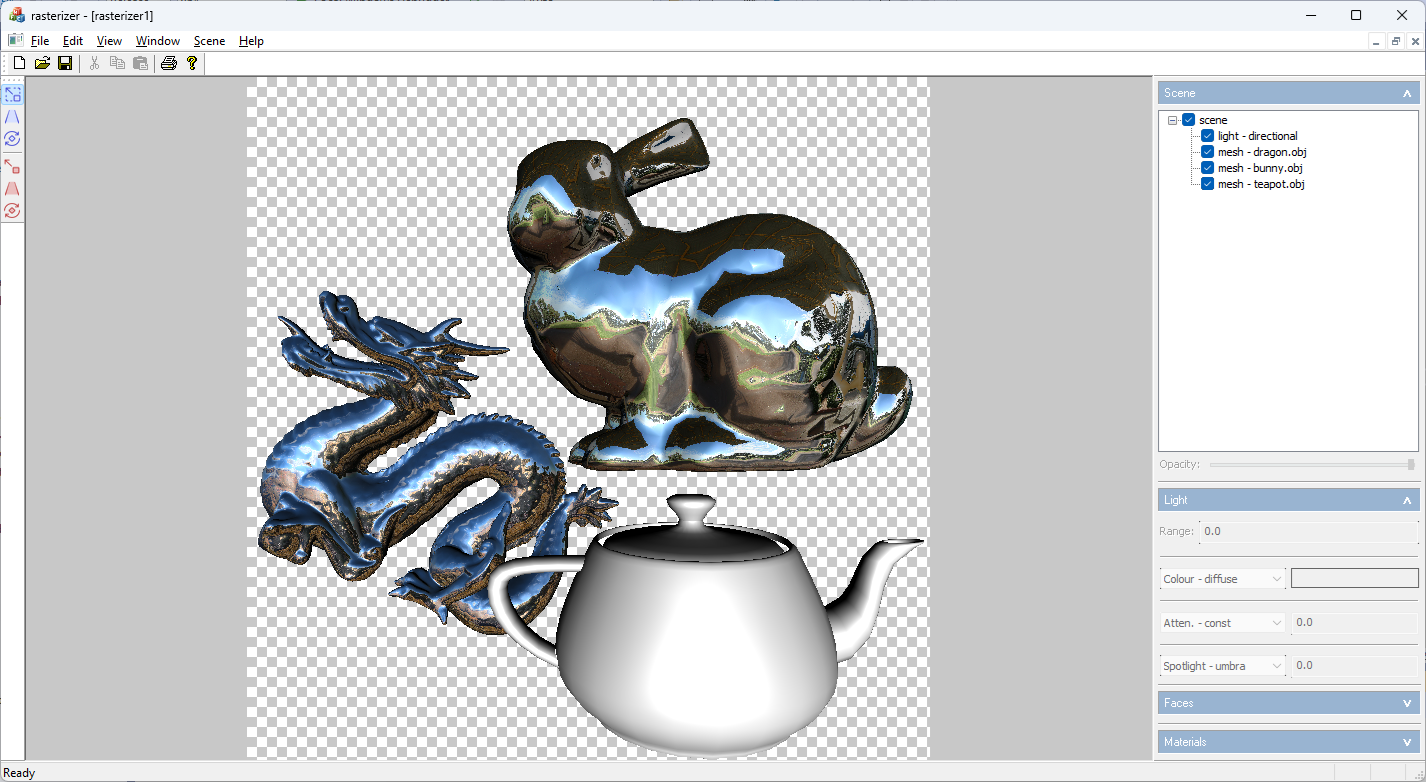 rasterizer - [rasterizer1]
File Edit View Window Scene Help
Scene
scene
light - directional
mesh - dragon.obj
mesh - bunny.obj
mesh - teapot.obj
Opacity:
Light
Range: 0.0
Colour - diffuse
Atten. - const 0.0
Spotlight - umbra 0.0
Faces
Materials
Ready